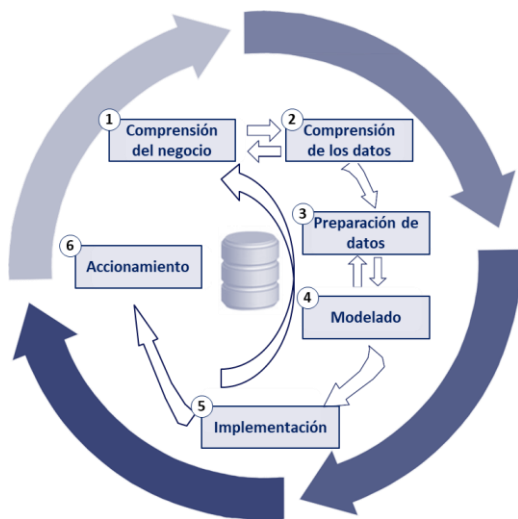 1
Comprensión
del negocio
2
Comprensión
de los datos
3
Preparación de
datos
4
Modelado
5
Implementación
6
Accionamiento